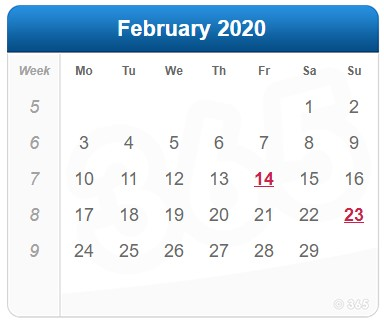 February 2020
Week Mo Tu We Th Fr Sa Su
5 1 2
6 3 4 5 6 7 8 9
7 10 11 12 13 14 15 16
8 17 18 19 20 21 22 23
9 24 25 26 27 28 29
365
© 365